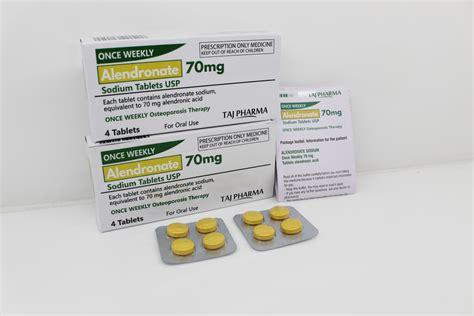 ONCE WEEKLY
PRESCRIPTION ONLY MEDICINE
KEEP OUT OF REACH OF CHILDREN
Alendronate 70mg
Sodium Tablets USP
Each tablet contains alendronate sodium,
equivalent to 70 mg alendronic acid
ONCE WEEKLY Osteoporosis Therapy
TAJ PHARMA
4 Tablets
For Oral Use
ONCE WEEKLY
PRESCRIPTION ONLY MEDICINE
KEEP OUT OF REACH OF CHILDREN
Alendronate 70mg
Sodium Tablets USP
Each tablet contains alendronate sodium,
equivalent to 70 mg alendronic acid
ONCE WEEKLY Osteoporosis Therapy
TAJ PHARMA
4 Tablets
For Oral Use
TAJ PHARMA
ONCE WEEKLY
Alendronate 70mg
Sodium Tablets USP
ONCE WEEKLY Osteoporosis Therapy
Package leaflet: Information for the patient
ALENDRONATE SODIUM
Once Weekly 70 mg
Tablets alendronic acid